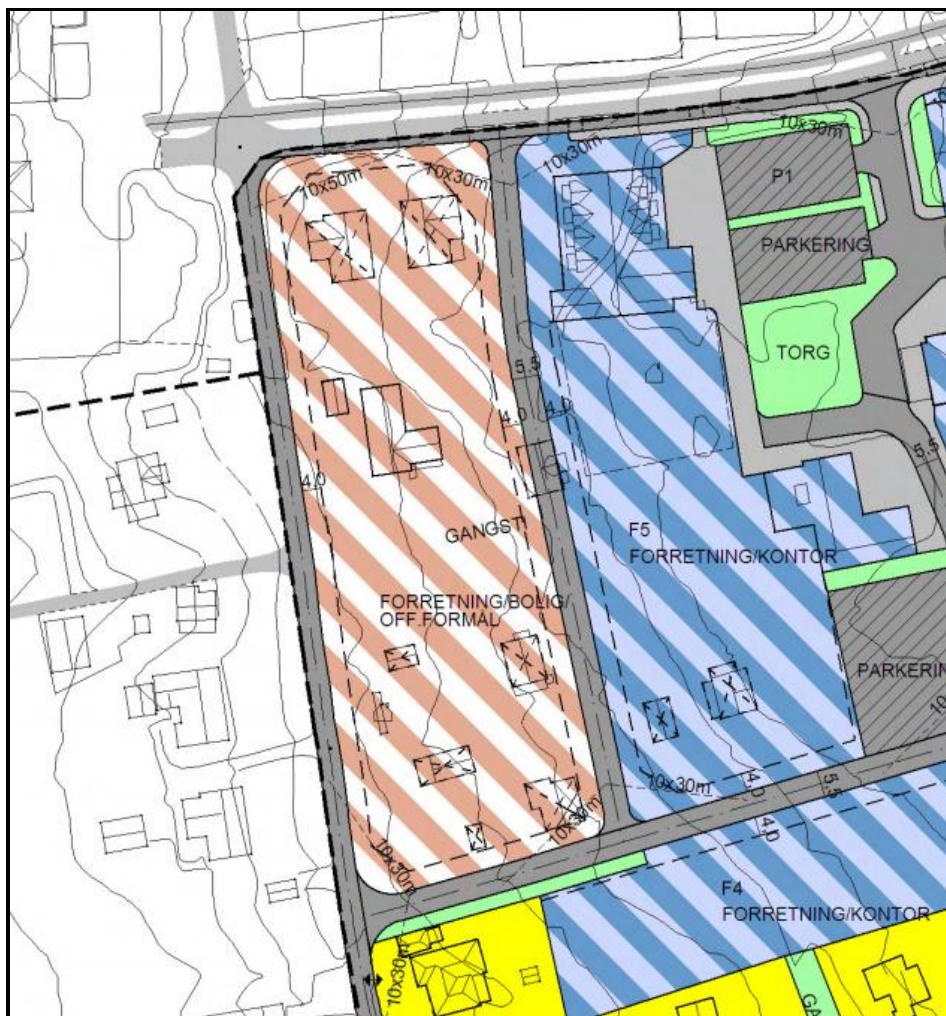 10x30m
10x30m
10x50m
10x30m
P1
PARKERING
TORG
5.5
4.0
4.0
5.5
4.0
GANGSTI
F5
FORRETNING/KONTOR
FORRETNING/BOLIG/
OFF.FORMÅL
PARKERIN
10x30m
4.0
5.5
10x30m
4.0
10x30m
F4
FORRETNING/KONTOR
10x30m
GA